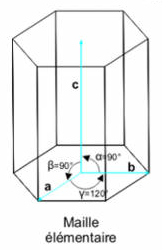 c
α=90°
β=90°
a
b
γ=120°
Maille
élémentaire